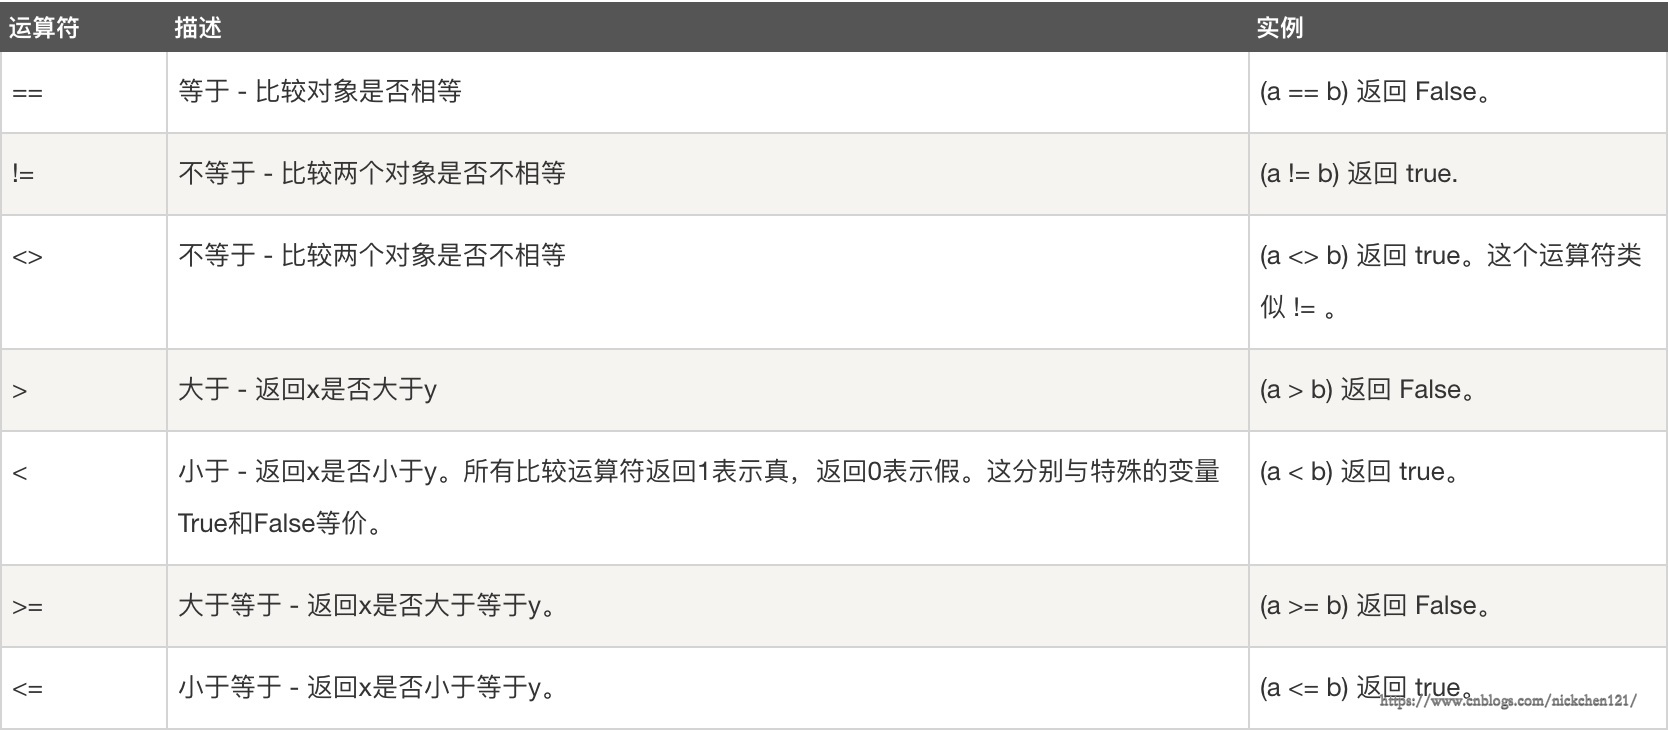 运算符 描述 实例
== 等于 - 比较对象是否相等 (a == b) 返回 False。
!= 不等于 - 比较两个对象是否不相等 (a != b) 返回 true.
<> 不等于 - 比较两个对象是否不相等 (a <> b) 返回 true。这个运算符类
似 != 。
> 大于 - 返回x是否大于y (a > b) 返回 False。
< 小于 - 返回x是否小于y。所有比较运算符返回1表示真，返回0表示假。这分别与特殊的变量 (a < b) 返回 true。
True和False等价。
>= 大于等于 - 返回x是否大于等于y。 (a >= b) 返回 False。
<= 小于等于 - 返回x是否小于等于y。 (a <= b) 返回 true。
https://www.cnblogs.com/nickchen121/